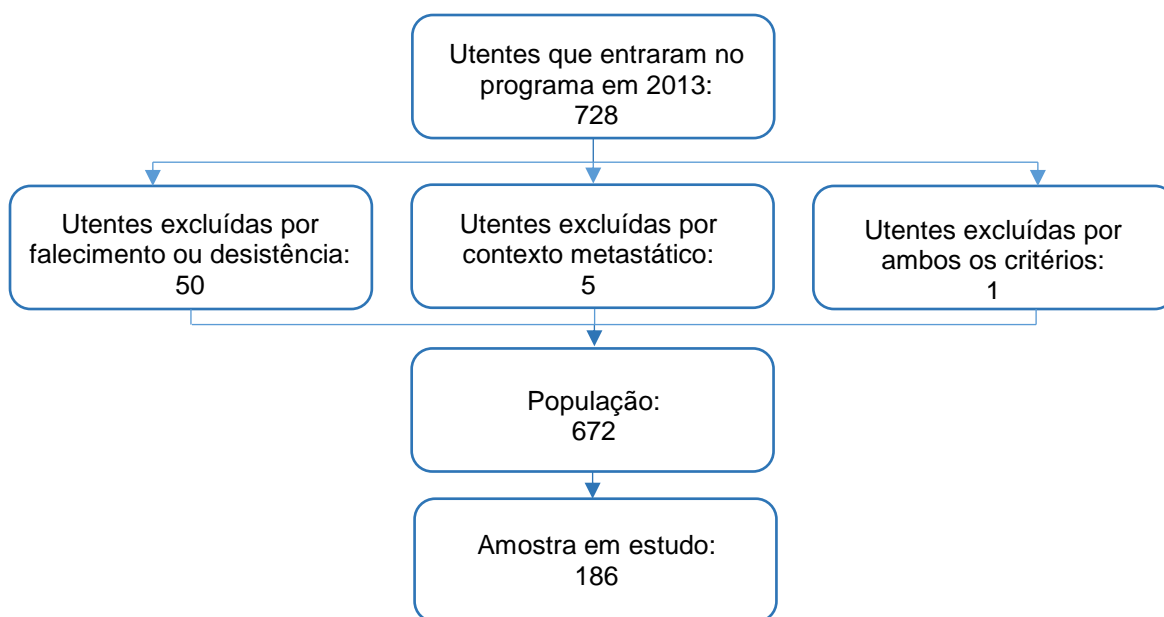 Utentes que entraram no
programa em 2013:
728
Utentes excluídas por
falecimento ou desistência:
50
Utentes excluídas por
contexto metastático:
5
Utentes excluídas por
ambos os critérios:
1
População:
672
Amostra em estudo:
186